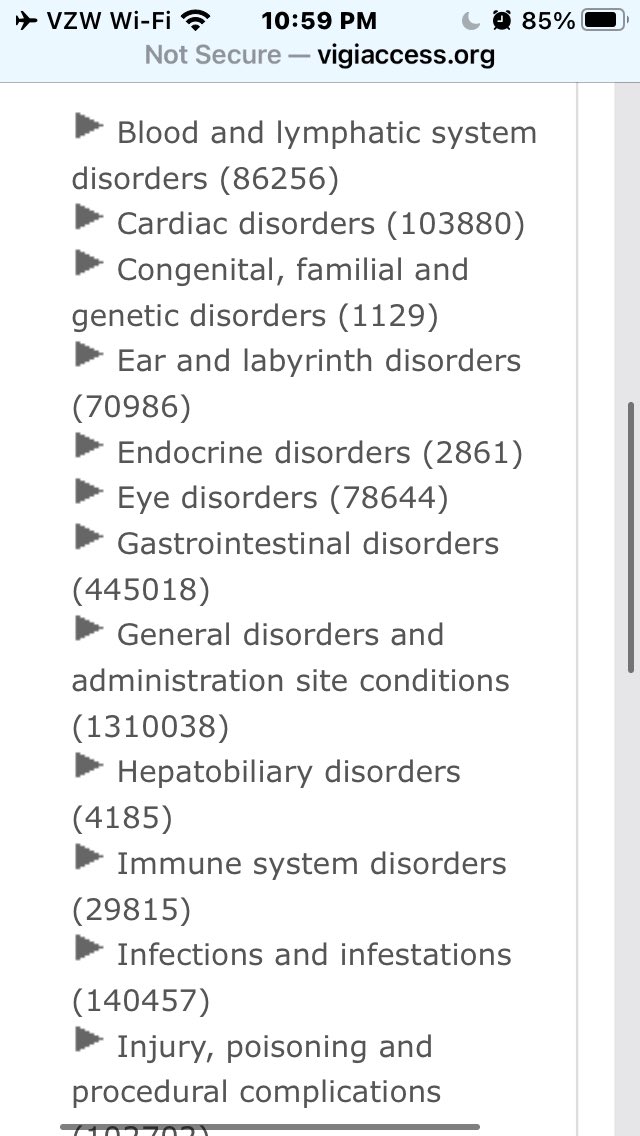 VZW Wi-Fi 10:59 PM 85%
Not Secure — vigiaccess.org
Blood and lymphatic system
disorders (86256)
Cardiac disorders (103880)
Congenital, familial and
genetic disorders (1129)
Ear and labyrinth disorders
(70986)
Endocrine disorders (2861)
Eye disorders (78644)
Gastrointestinal disorders
(445018)
General disorders and
administration site conditions
(1310038)
Hepatobiliary disorders
(4185)
Immune system disorders
(29815)
Infections and infestations
(140457)
Injury, poisoning and
procedural complications